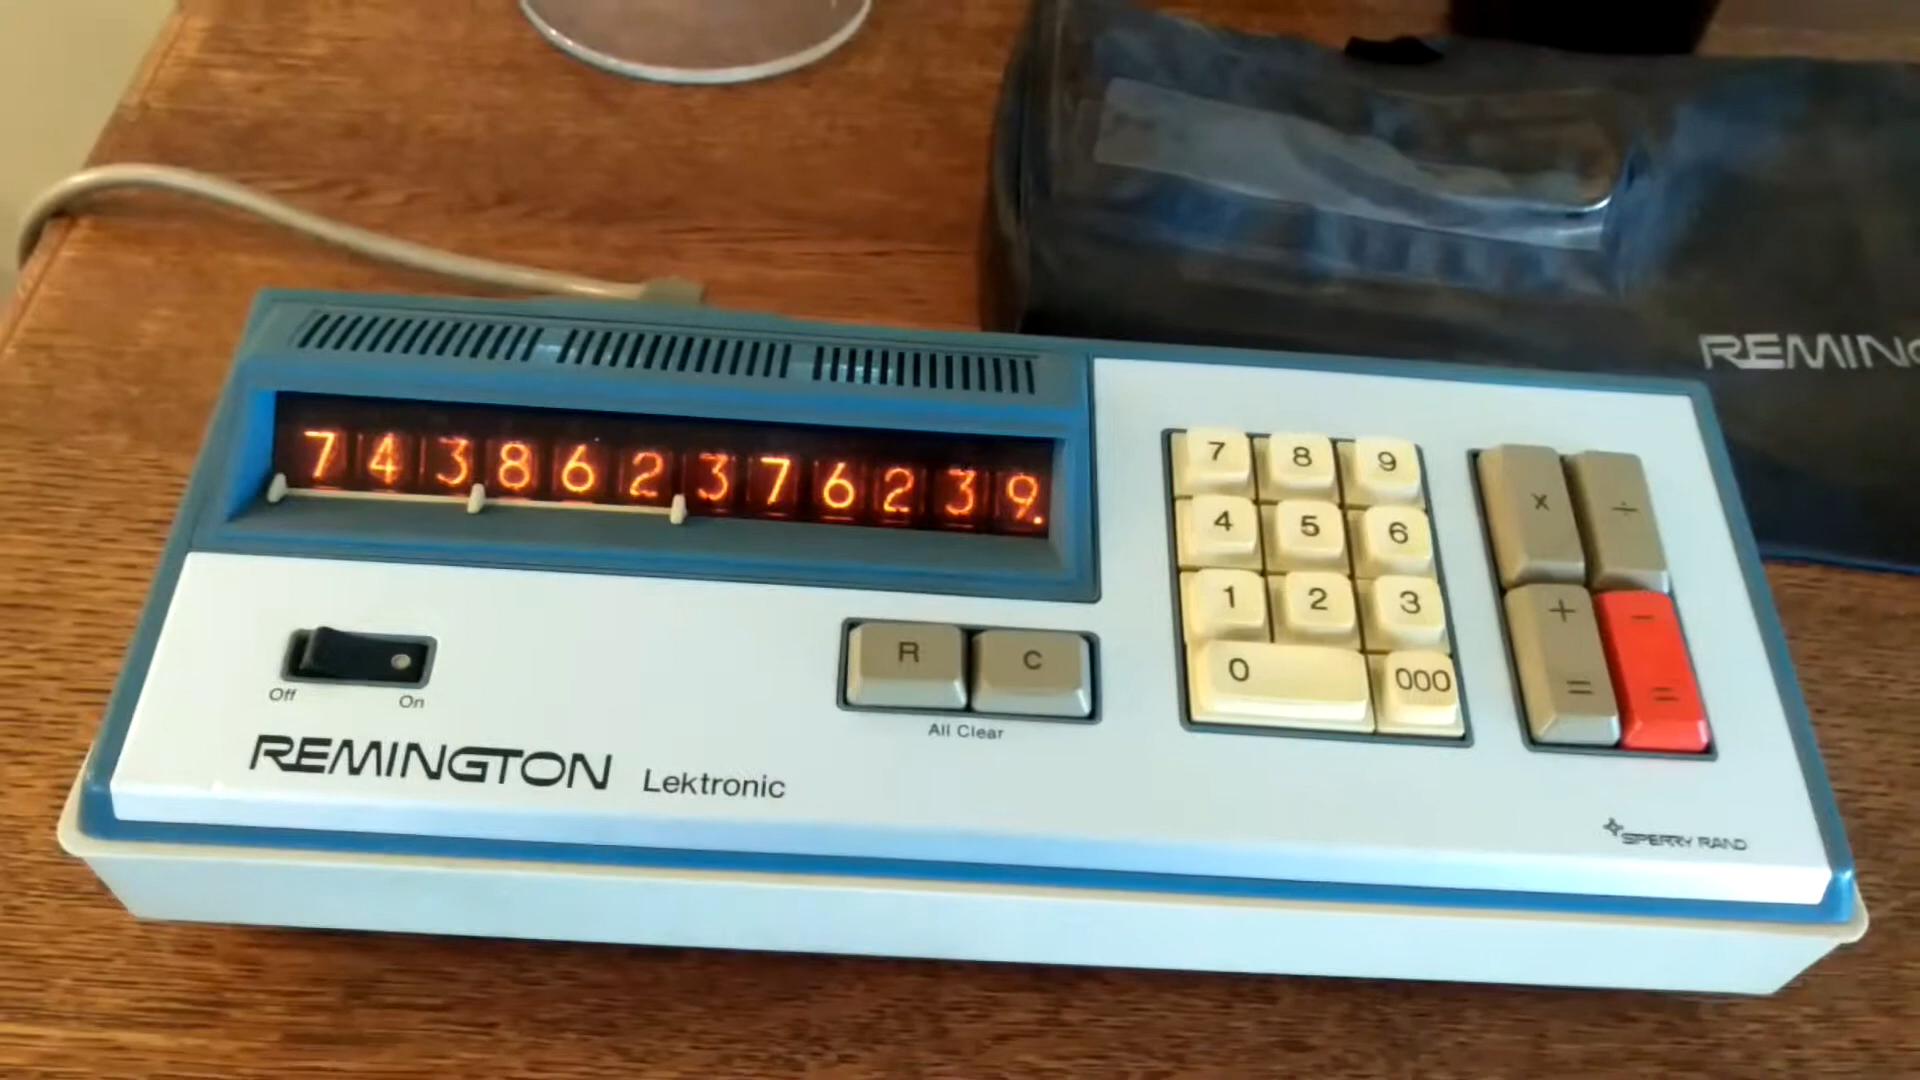 REMING
743862376239.
7 8 9
4 5 6
1 2 3
0 000
x ÷
+ −
= =
Off On
R C
All Clear
REMINGTON Lektronic
SPERRY RAND